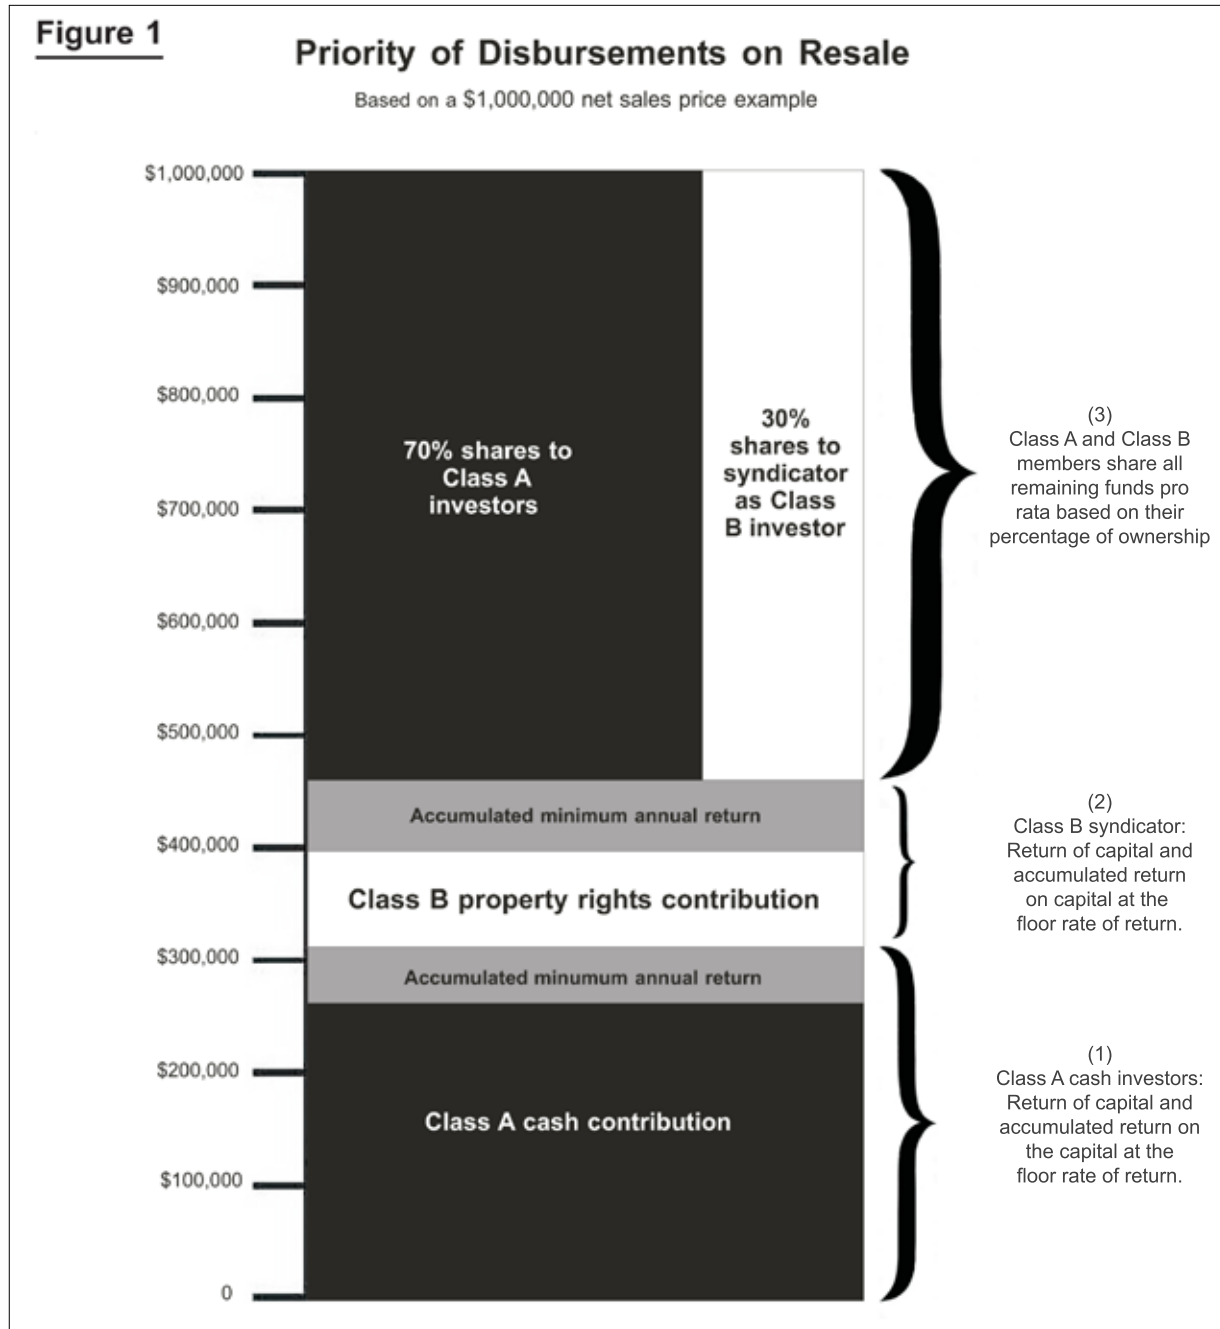 Figure 1
Priority of Disbursements on Resale
Based on a $1,000,000 net sales price example
$1,000,000
$900,000
$800,000
$700,000
$600,000
$500,000
$400,000
$300,000
$200,000
$100,000
0
70% shares to
Class A
investors
30%
shares to
syndicator
as Class
B investor
Accumulated minimum annual return
Class B property rights contribution
Accumulated minumum annual return
Class A cash contribution
(3)
Class A and Class B
members share all
remaining funds pro
rata based on their
percentage of ownership
(2)
Class B syndicator:
Return of capital and
accumulated return
on capital at the
floor rate of return.
(1)
Class A cash investors:
Return of capital and
accumulated return on
the capital at the
floor rate of return.